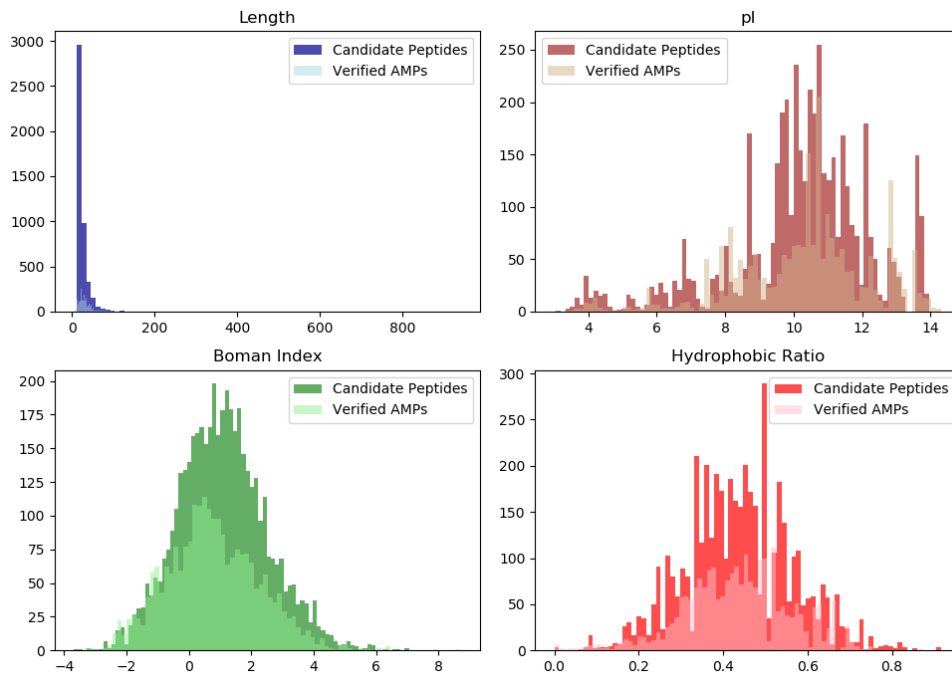 Length
3000
2500
2000
1500
1000
500
0
0 200 400 600 800
Candidate Peptides
Verified AMPs
pI
250
200
150
100
50
0
4 6 8 10 12 14
Candidate Peptides
Verified AMPs
Boman Index
200
175
150
125
100
75
50
25
0
−4 −2 0 2 4 6 8
Candidate Peptides
Verified AMPs
Hydrophobic Ratio
300
250
200
150
100
50
0
0.0 0.2 0.4 0.6 0.8
Candidate Peptides
Verified AMPs